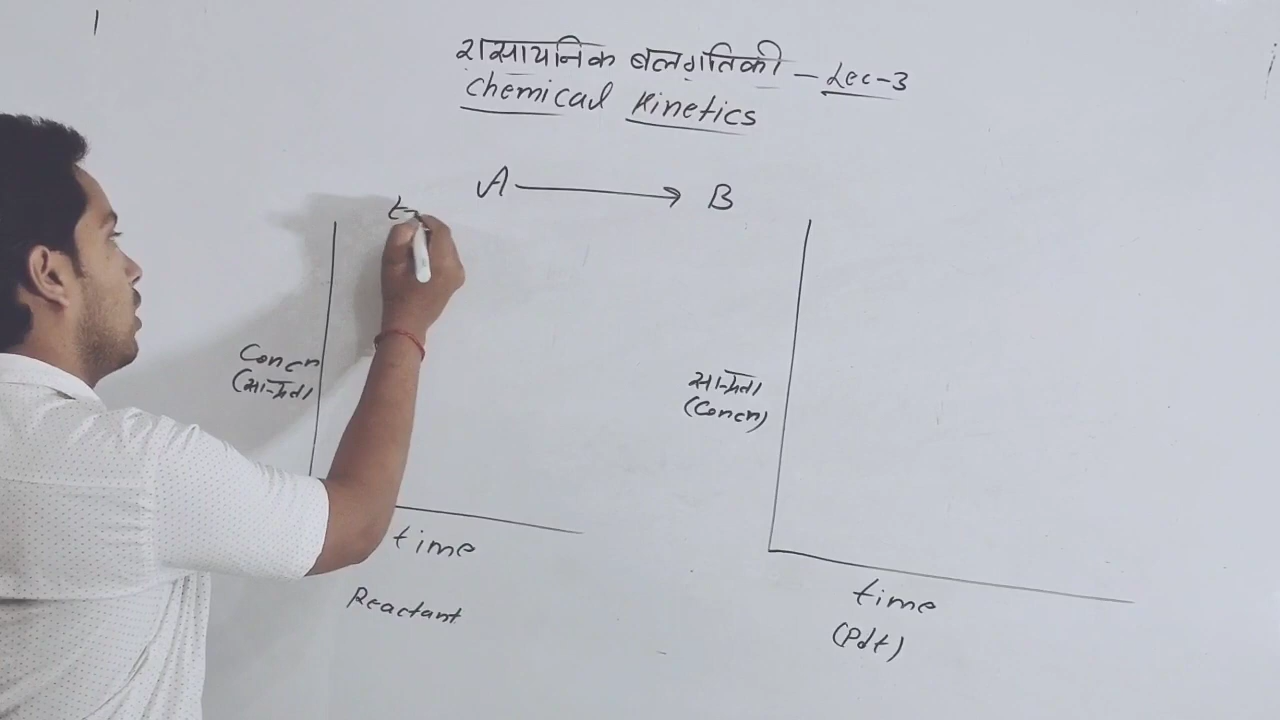 रासायनिक बलगतिकी - Lec-3
Chemical Kinetics
A → B
t
Concn
(सान्द्रता)
time
Reactant
सान्द्रता
(Concn)
time
(Pdt)